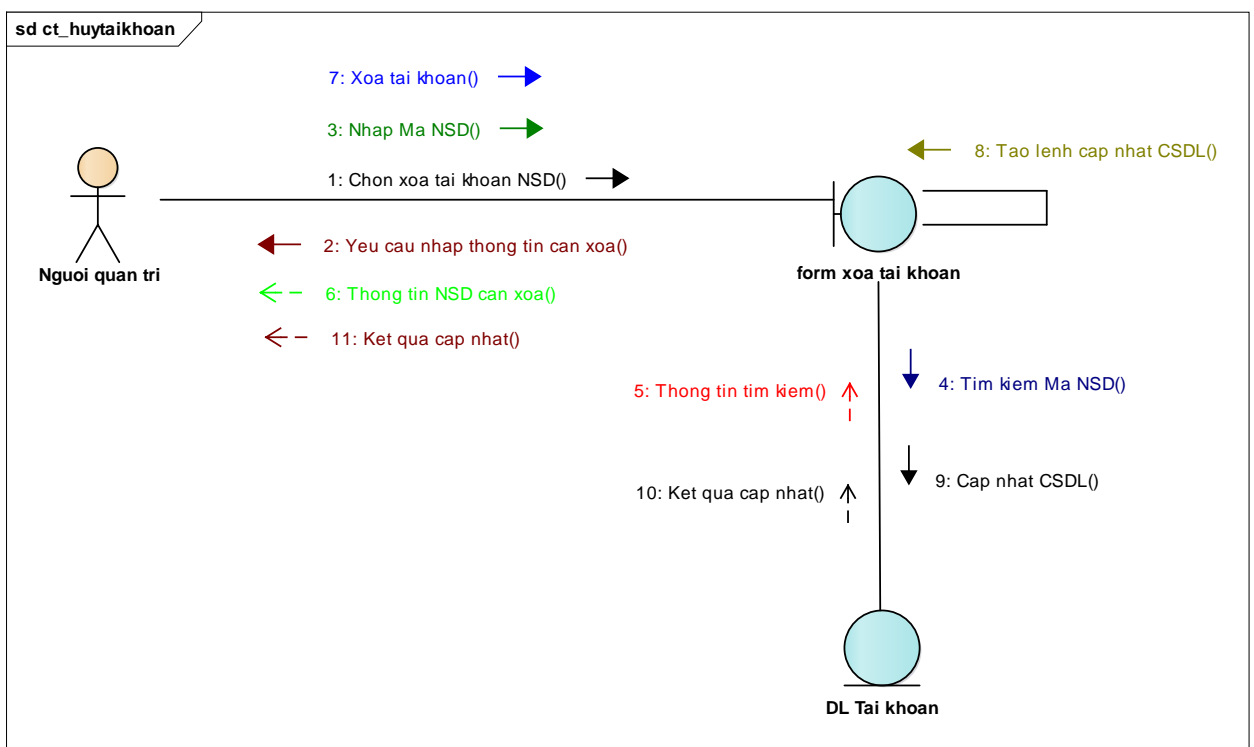 sd ct_huytaikhoan
7: Xoa tai khoan()
3: Nhap Ma NSD()
8: Tao lenh cap nhat CSDL()
1: Chon xoa tai khoan NSD()
2: Yeu cau nhap thong tin can xoa()
Nguoi quan tri
form xoa tai khoan
6: Thong tin NSD can xoa()
11: Ket qua cap nhat()
5: Thong tin tim kiem()
4: Tim kiem Ma NSD()
10: Ket qua cap nhat()
9: Cap nhat CSDL()
DL Tai khoan